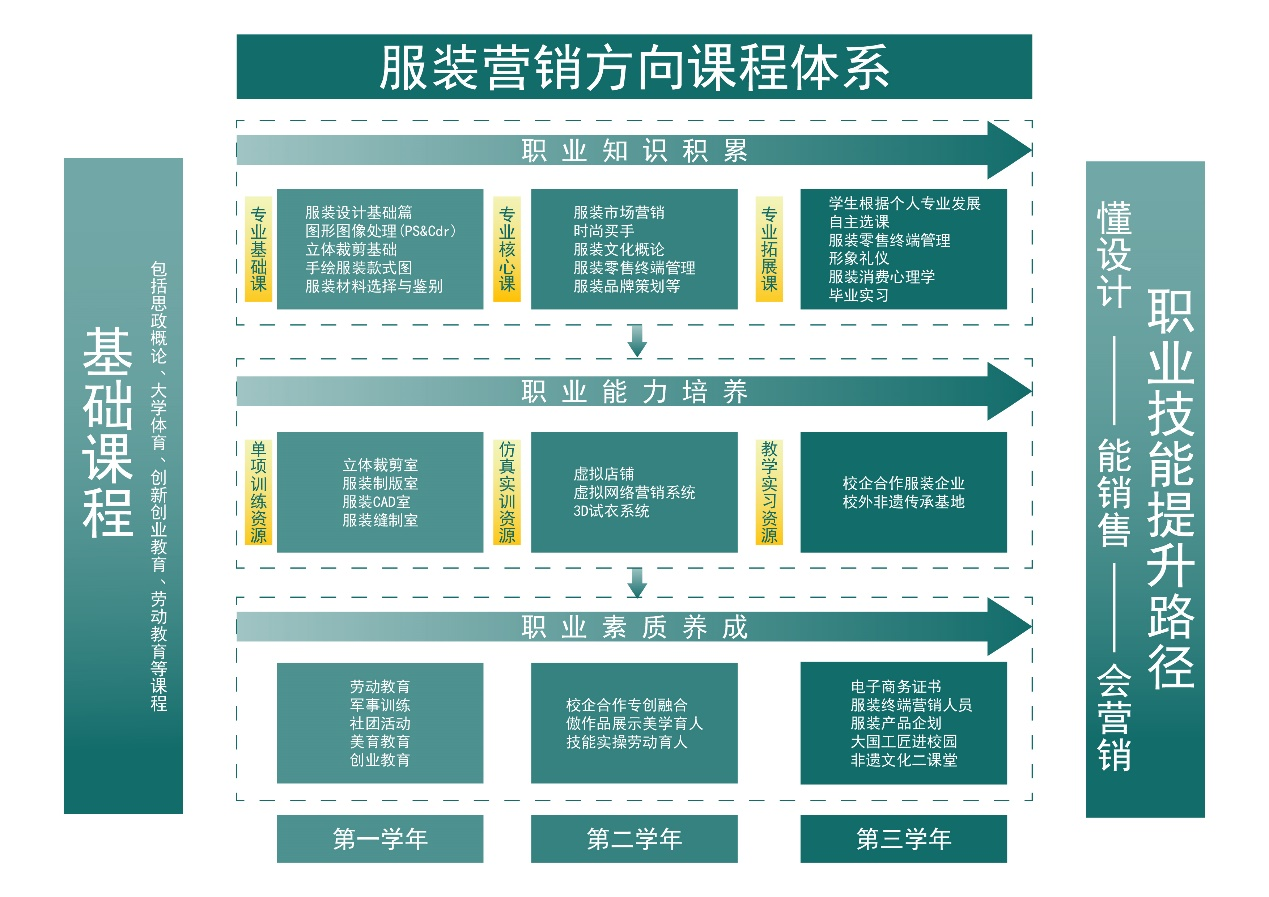 服装营销方向课程体系
基础课程
包括思政概论、大学体育、创新创业教育、劳动教育等课程
职业知识积累
专业基础课
服装设计基础篇
图形图像处理(PS&Cdr)
立体裁剪基础
手绘服装款式图
服装材料选择与鉴别
专业核心课
服装市场营销
时尚买手
服装文化概论
服装零售终端管理
服装品牌策划等
专业拓展课
学生根据个人专业发展
自主选课
服装零售终端管理
形象礼仪
服装消费心理学
毕业实习
职业能力培养
单项训练资源
立体裁剪室
服装制版室
服装CAD室
服装缝制室
仿真实训资源
虚拟店铺
虚拟网络营销系统
3D试衣系统
教学实习资源
校企合作服装企业
校外非遗传承基地
职业素质养成
劳动教育
军事训练
社团活动
美育教育
创业教育
校企合作专创融合
做作品展示美学育人
技能实操劳动育人
电子商务证书
服装终端营销人员
服装产品企划
大国工匠进校园
非遗文化二课堂
第一学年
第二学年
第三学年
职业技能提升路径
懂设计——能销售——会营销